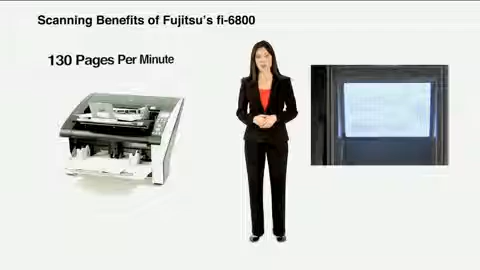 Scanning Benefits of Fujitsu's fi-6800
130 Pages Per Minute